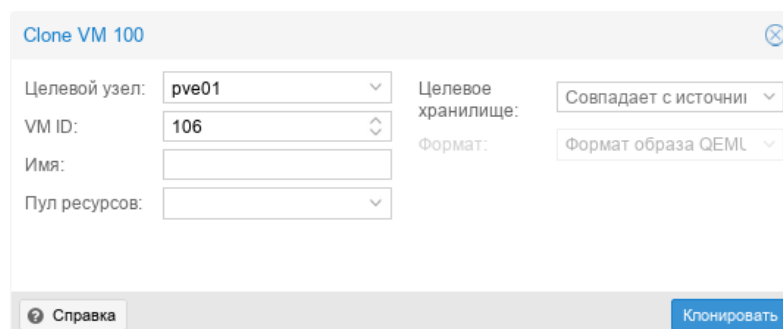 Clone VM 100
Целевой узел: pve01
VM ID: 106
Имя:
Пул ресурсов:
Целевое
хранилище: Совпадает с источник
Формат: Формат образа QEMU
Справка
Клонировать